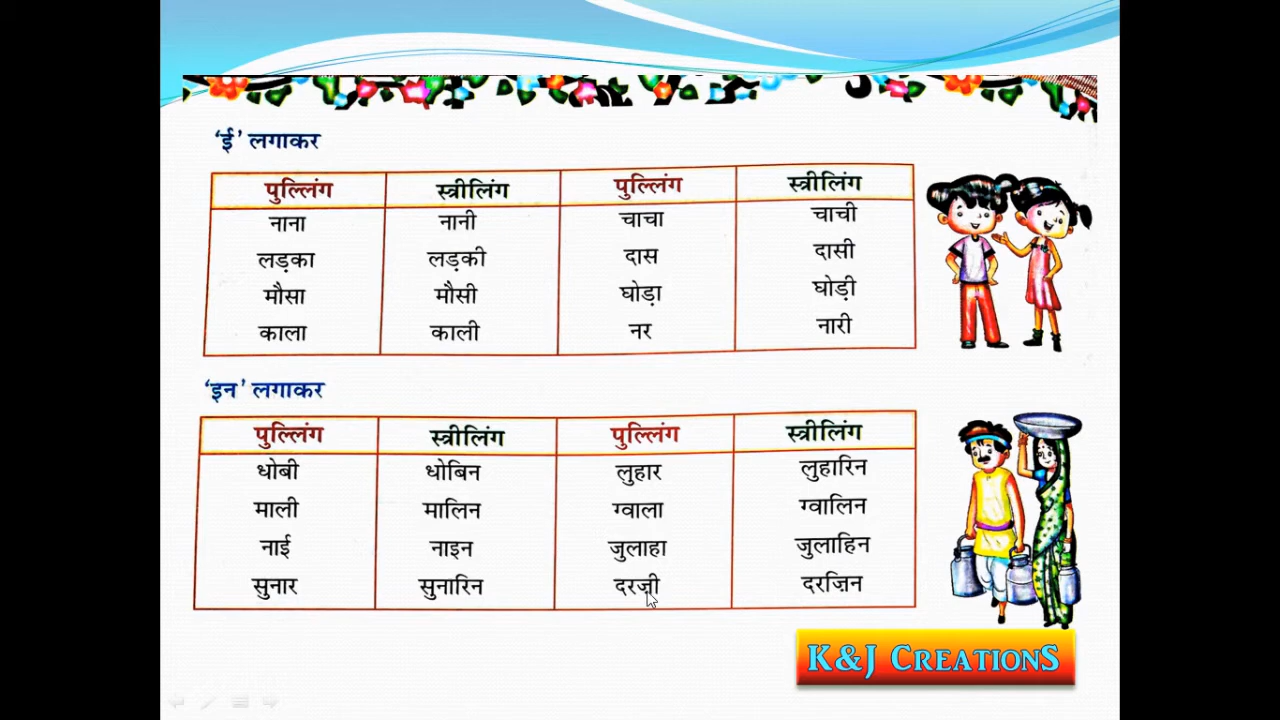 ‘ई’ लगाकर
पुल्लिंग स्त्रीलिंग पुल्लिंग स्त्रीलिंग
नाना नानी चाचा चाची
लड़का लड़की दास दासी
मौसा मौसी घोड़ा घोड़ी
काला काली नर नारी
‘इन’ लगाकर
पुल्लिंग स्त्रीलिंग पुल्लिंग स्त्रीलिंग
धोबी धोबिन लुहार लुहारिन
माली मालिन ग्वाला ग्वालिन
नाई नाइन जुलाहा जुलाहिन
सुनार सुनारिन दरज़ी दरज़िन
K&J CREATIONS